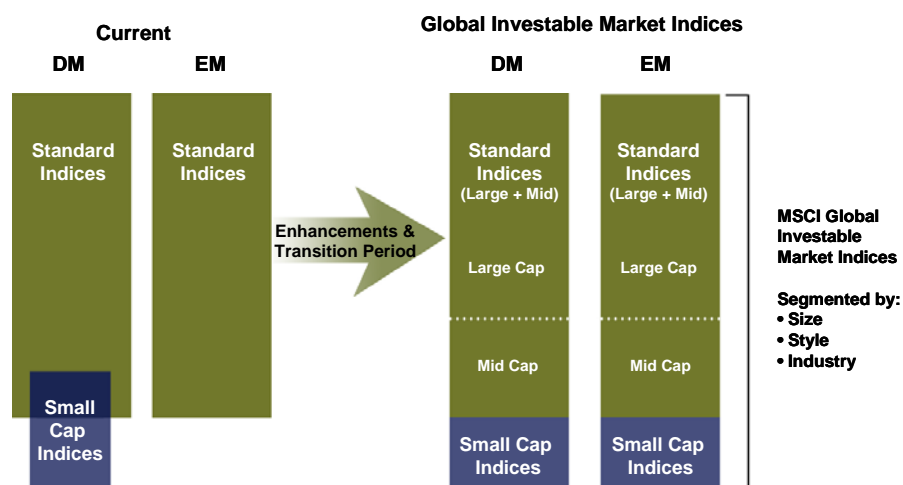 Current
DM
EM
Standard
Indices
Standard
Indices
Small
Cap
Indices
Enhancements &
Transition Period
Global Investable Market Indices
DM
EM
Standard
Indices
(Large + Mid)
Large Cap
Mid Cap
Small Cap
Indices
Standard
Indices
(Large + Mid)
Large Cap
Mid Cap
Small Cap
Indices
MSCI Global
Investable
Market Indices
Segmented by:
• Size
• Style
• Industry